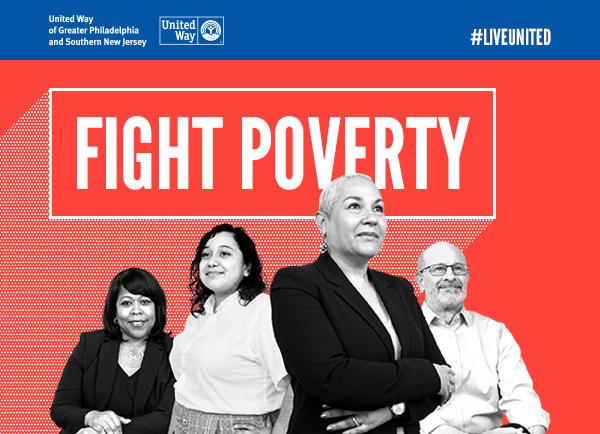 United Way
of Greater Philadelphia
and Southern New Jersey
United
Way
#LIVEUNITED
FIGHT POVERTY